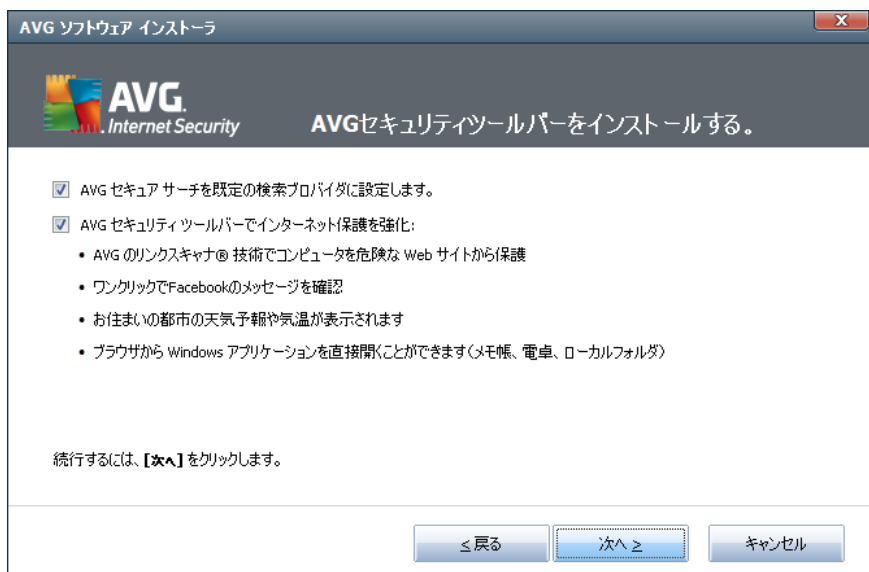 AVG ソフトウェア インストーラ
AVG.
Internet Security
AVGセキュリティツールバーをインストールする。
AVG セキュア サーチを既定の検索プロバイダに設定します。
AVG セキュリティ ツールバーでインターネット保護を強化:
• AVG のリンクスキャナ® 技術でコンピュータを危険な Web サイトから保護
• ワンクリックでFacebookのメッセージを確認
• お住まいの都市の天気予報や気温が表示されます
• ブラウザから Windows アプリケーションを直接開くことができます(メモ帳、電卓、ローカルフォルダ)
続行するには、[次へ] をクリックします。
≤戻る
次へ ≥
キャンセル